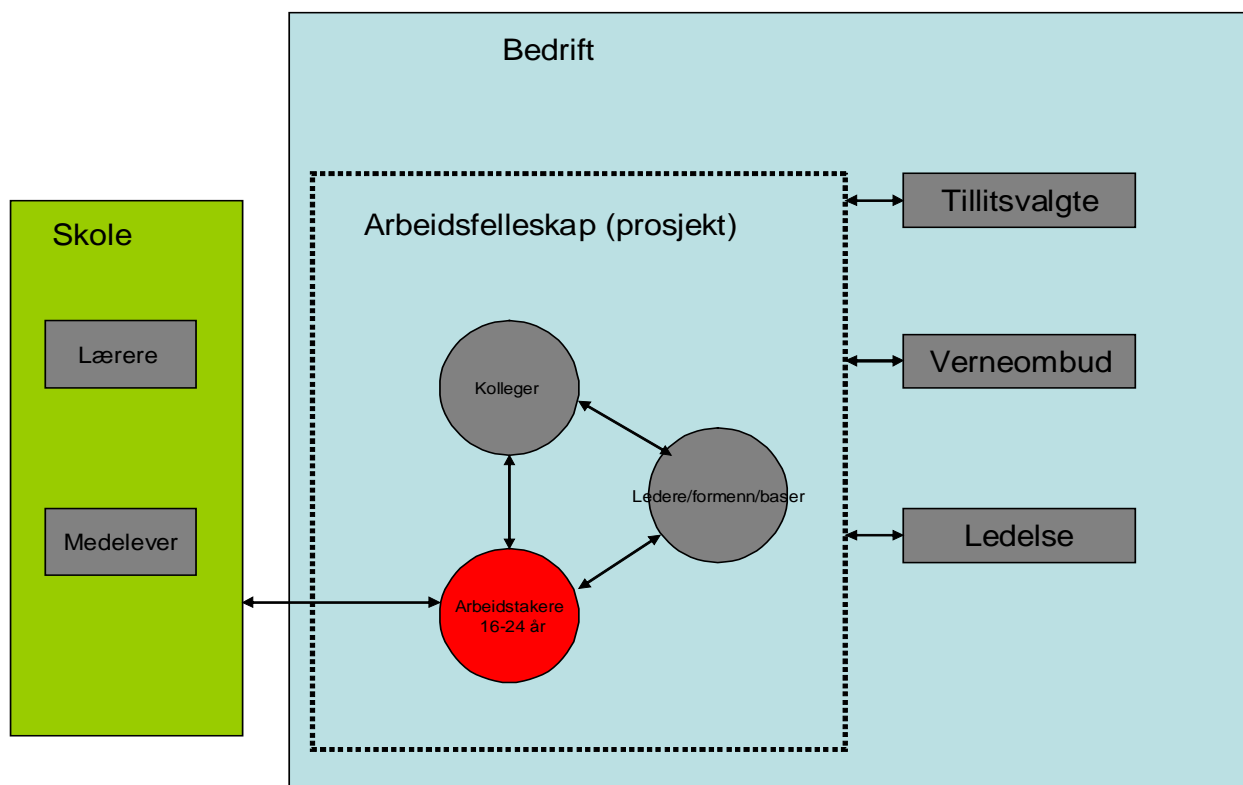 Bedrift
Skole
Lærere
Medelever
Arbeidsfelleskap (prosjekt)
Kolleger
Ledere/formenn/baser
Arbeidstakere
16-24 år
Tillitsvalgte
Verneombud
Ledelse